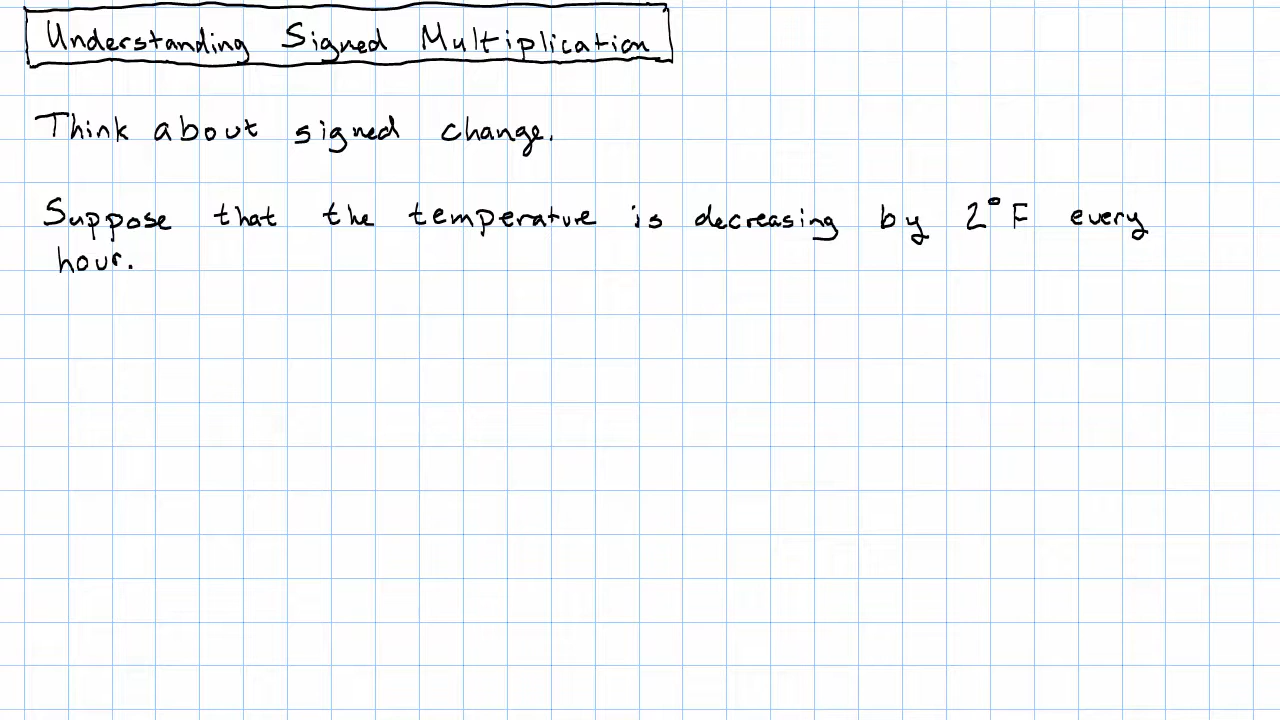 Understanding Signed Multiplication
Think about signed change.
Suppose that the temperature is decreasing by 2°F every
hour.